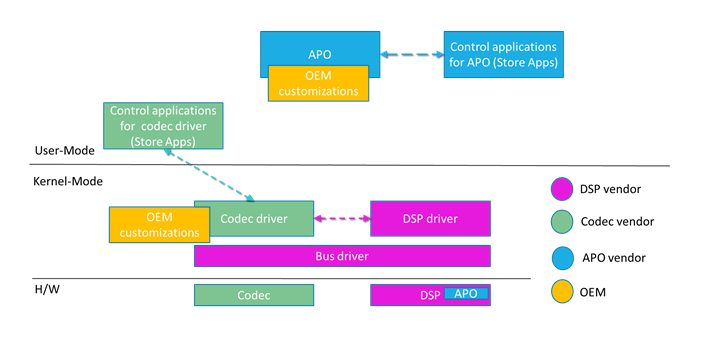 APO
OEM
customizations
Control applications
for APO (Store Apps)
Control applications
for codec driver
(Store Apps)
User-Mode
Kernel-Mode
OEM
customizations
Codec driver
DSP driver
Bus driver
H/W
Codec
DSP
APO
DSP vendor
Codec vendor
APO vendor
OEM